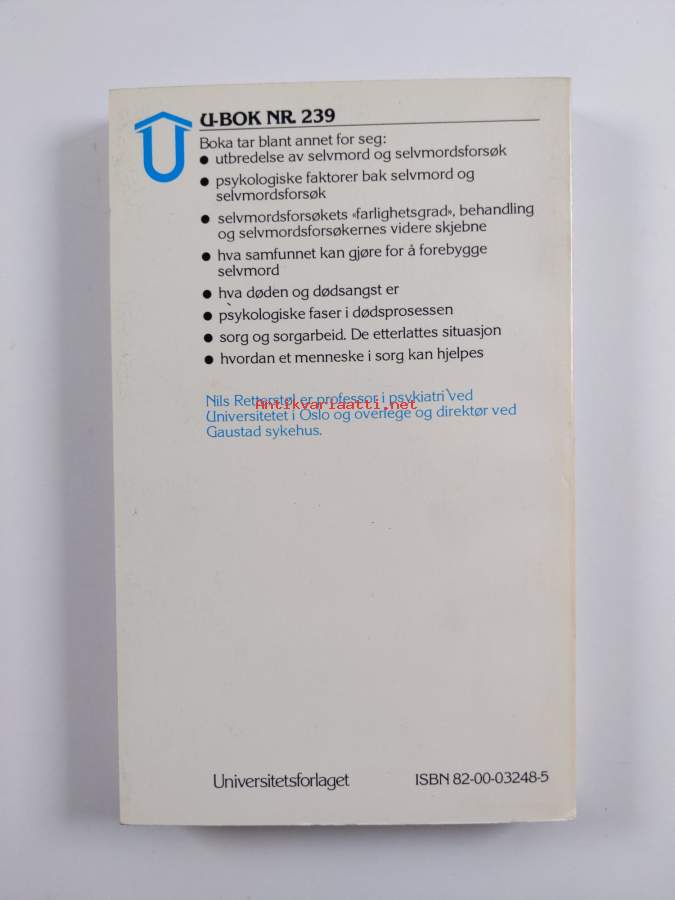 U-BOK NR. 239
Boka tar blant annet for seg:
● utbredelse av selvmord og selvmordsforsøk
● psykologiske faktorer bak selvmord og
selvmordsforsøk
● selvmordsforsøkets «farlighetsgrad», behandling
og selvmordsforsøkernes videre skjebne
● hva samfunnet kan gjøre for å forebygge
selvmord
● hva døden og dødsangst er
● psykologiske faser i dødsprosessen
● sorg og sorgarbeid. De etterlattes situasjon
● hvordan et menneske i sorg kan hjelpes
Nils Retterstøl er professor i psykiatri ved
Antikvariaatti.net
Universitetet i Oslo og overlege og direktør ved
Gaustad sykehus.
Universitetsforlaget ISBN 82-00-03248-5